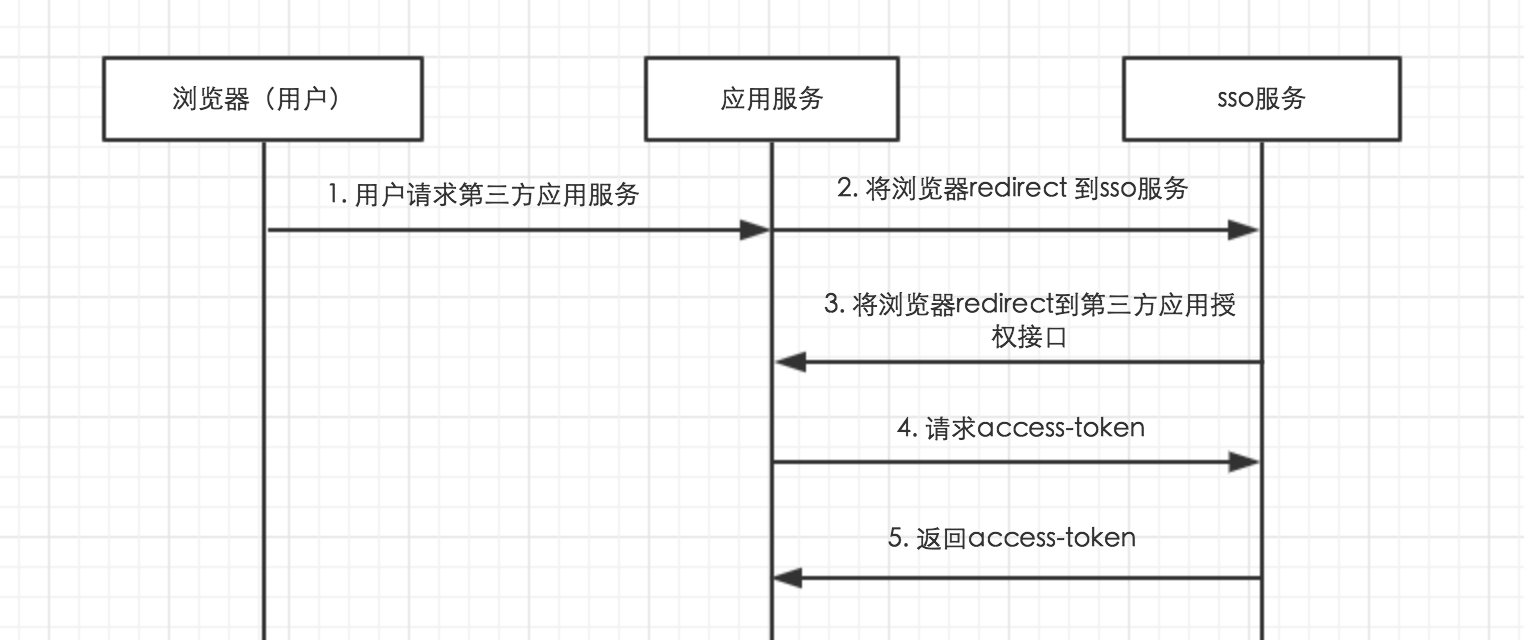 浏览器（用户）
应用服务
sso服务
1. 用户请求第三方应用服务
2. 将浏览器redirect 到sso服务
3. 将浏览器redirect到第三方应用授
权接口
4. 请求access-token
5. 返回access-token